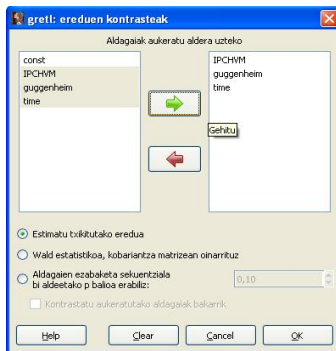 gretl: ereduen kontrasteak
Aldagaiak aukeratu aldera uzteko
const
IPCHVM
guggenheim
time
IPCHVM
guggenheim
time
Gehitu
Estimatu txikitutako eredua
Wald estatistikoa, kobariantza matrizean oinarrituz
Aldagaien ezabaketa sekuentziala
bi aldeetako p balioa erabiliz:
0,10
Kontrastatu aukeratutako aldagaiak bakarrik
Help
Clear
Cancel
OK